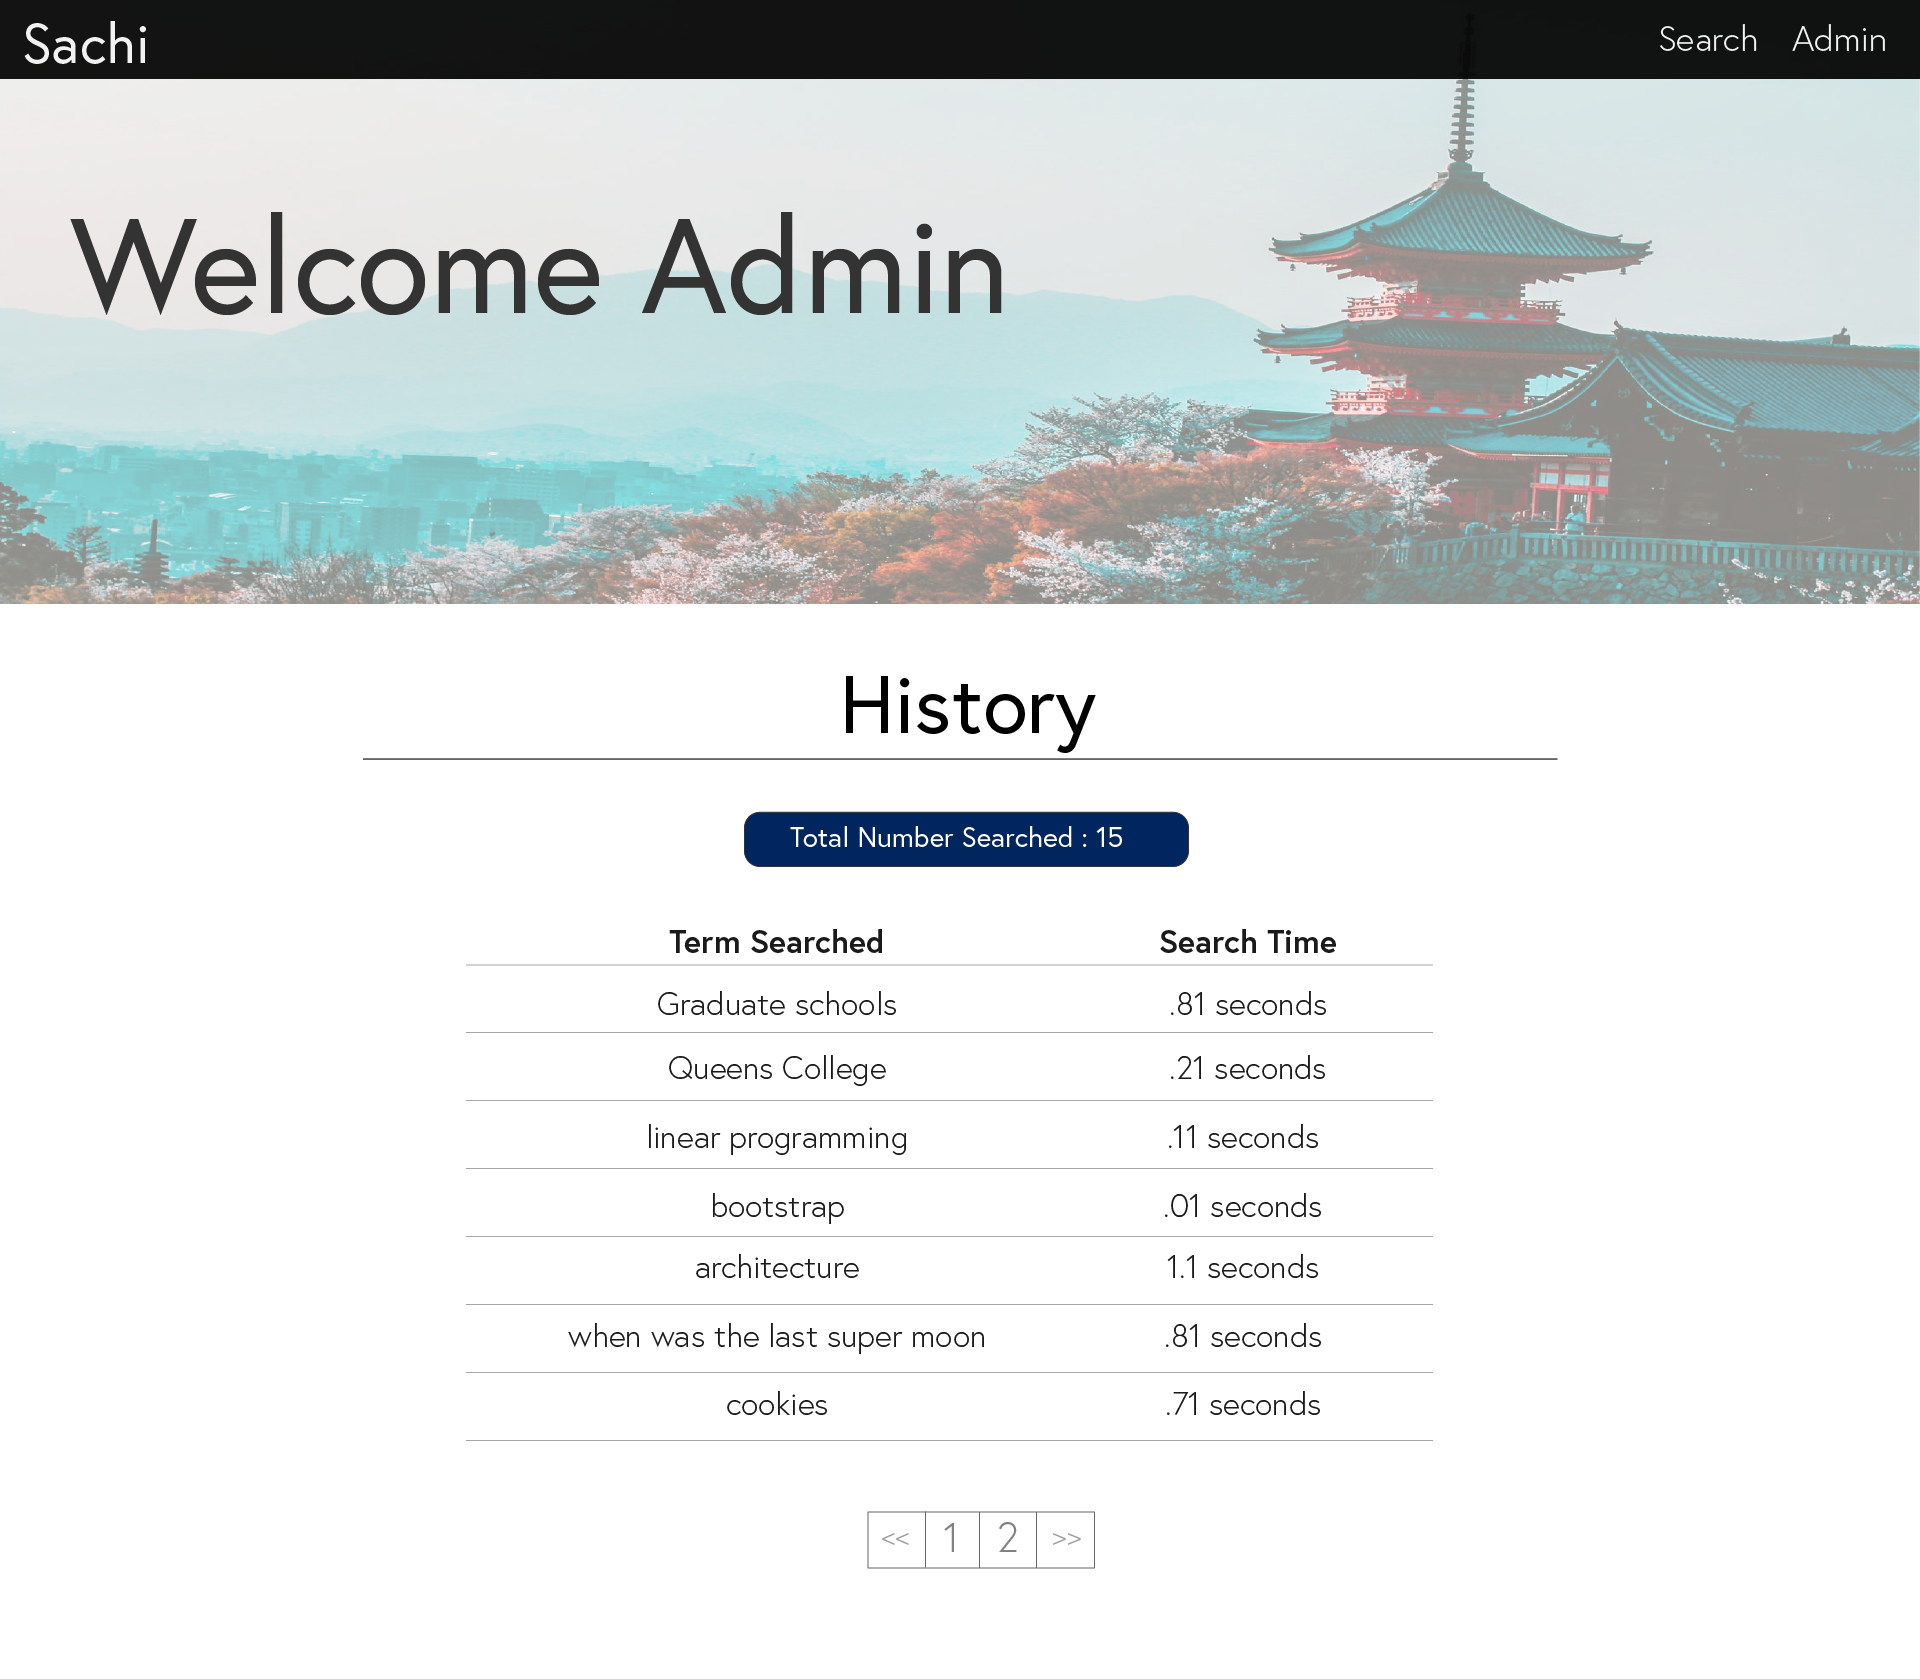 Sachi
Search Admin
Welcome Admin
History
Total Number Searched : 15
Term Searched Search Time
Graduate schools .81 seconds
Queens College .21 seconds
linear programming .11 seconds
bootstrap .01 seconds
architecture 1.1 seconds
when was the last super moon .81 seconds
cookies .71 seconds
<< 1 2 >>